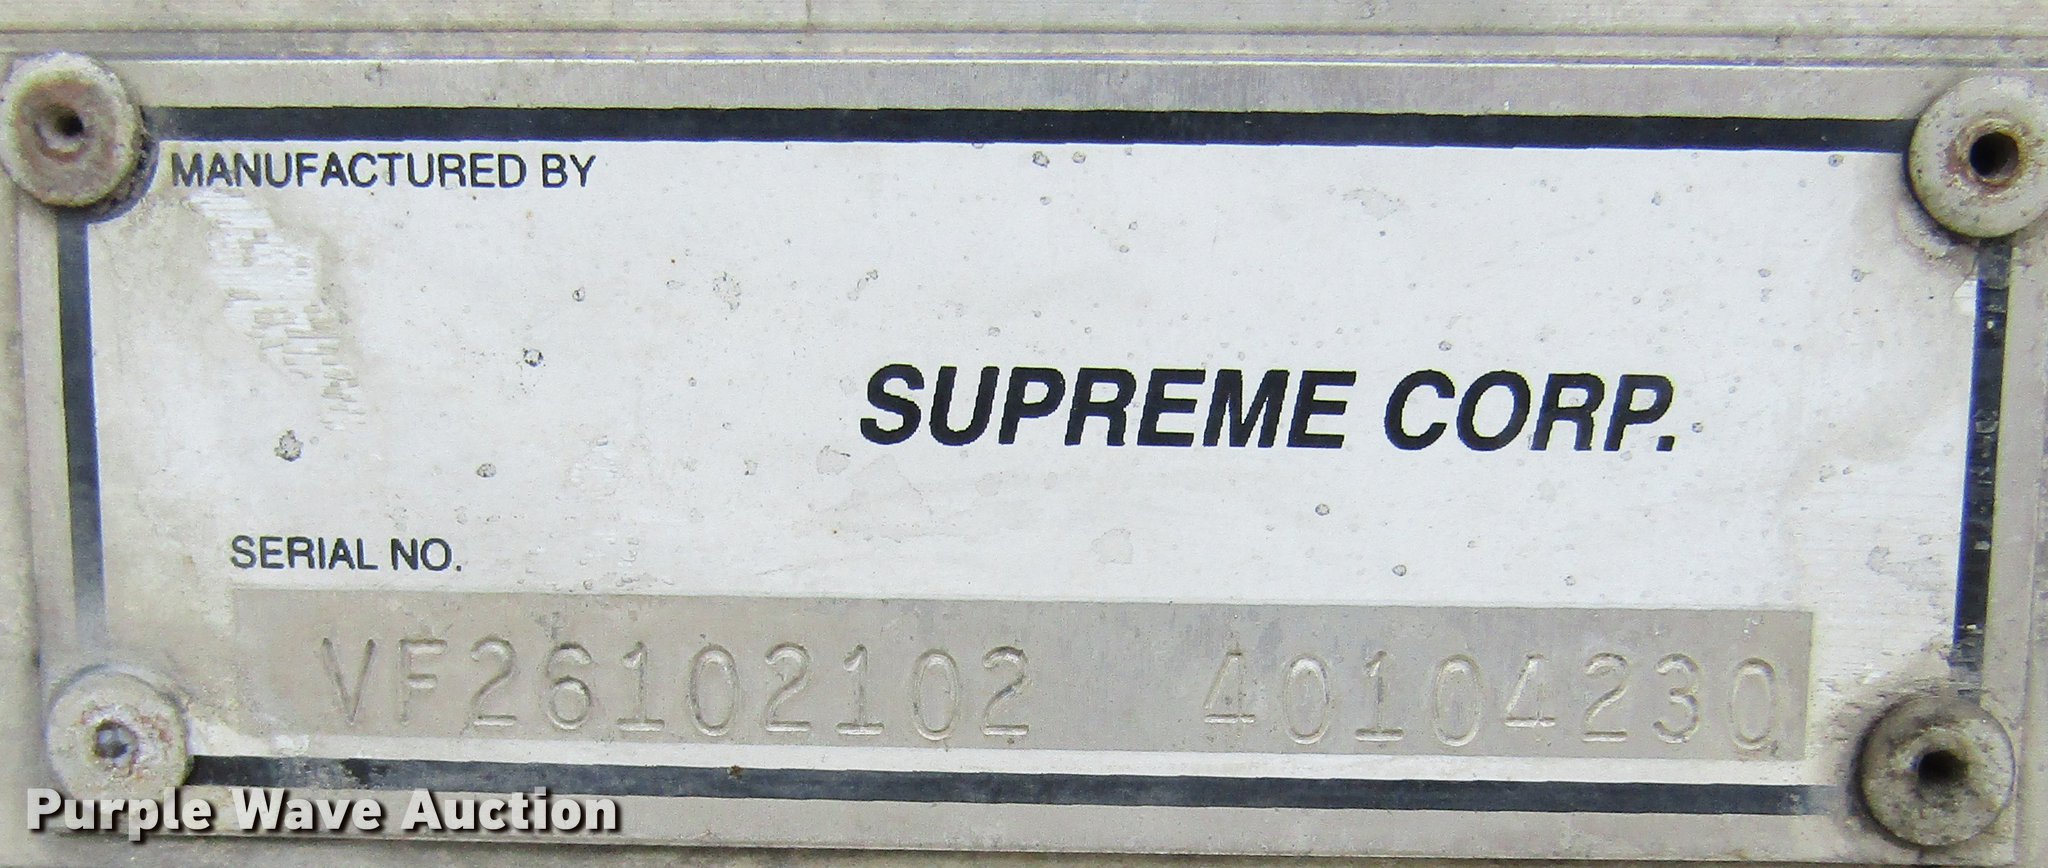 MANUFACTURED BY
SUPREME CORP.
SERIAL NO.
VF26102102 40104230
Purple Wave Auction